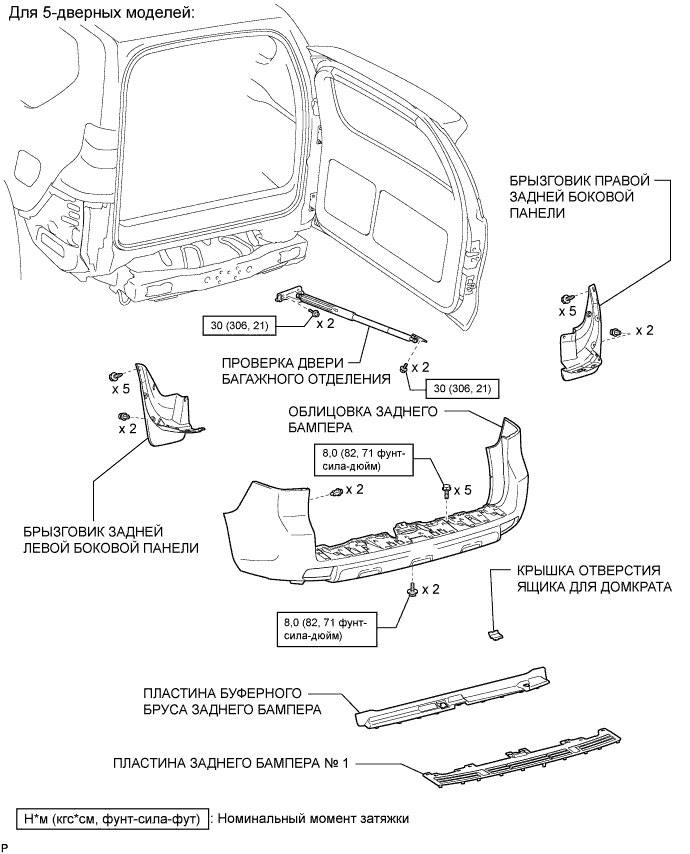 Для 5-дверных моделей:
БРЫЗГОВИК ПРАВОЙ
ЗАДНЕЙ БОКОВОЙ
ПАНЕЛИ
x 5
x 2
30 (306, 21)
x 2
ПРОВЕРКА ДВЕРИ
БАГАЖНОГО ОТДЕЛЕНИЯ
x 2
30 (306, 21)
x 5
x 2
ОБЛИЦОВКА ЗАДНЕГО
БАМПЕРА
8,0 (82, 71 фунт-
сила-дюйм)
x 2
x 5
БРЫЗГОВИК ЗАДНЕЙ
ЛЕВОЙ БОКОВОЙ ПАНЕЛИ
КРЫШКА ОТВЕРСТИЯ
ЯЩИКА ДЛЯ ДОМКРАТА
x 2
8,0 (82, 71 фунт-
сила-дюйм)
ПЛАСТИНА БУФЕРНОГО
БРУСА ЗАДНЕГО БАМПЕРА
ПЛАСТИНА ЗАДНЕГО БАМПЕРА № 1
Н*м (кгс*см, фунт-сила-фут) : Номинальный момент затяжки
P